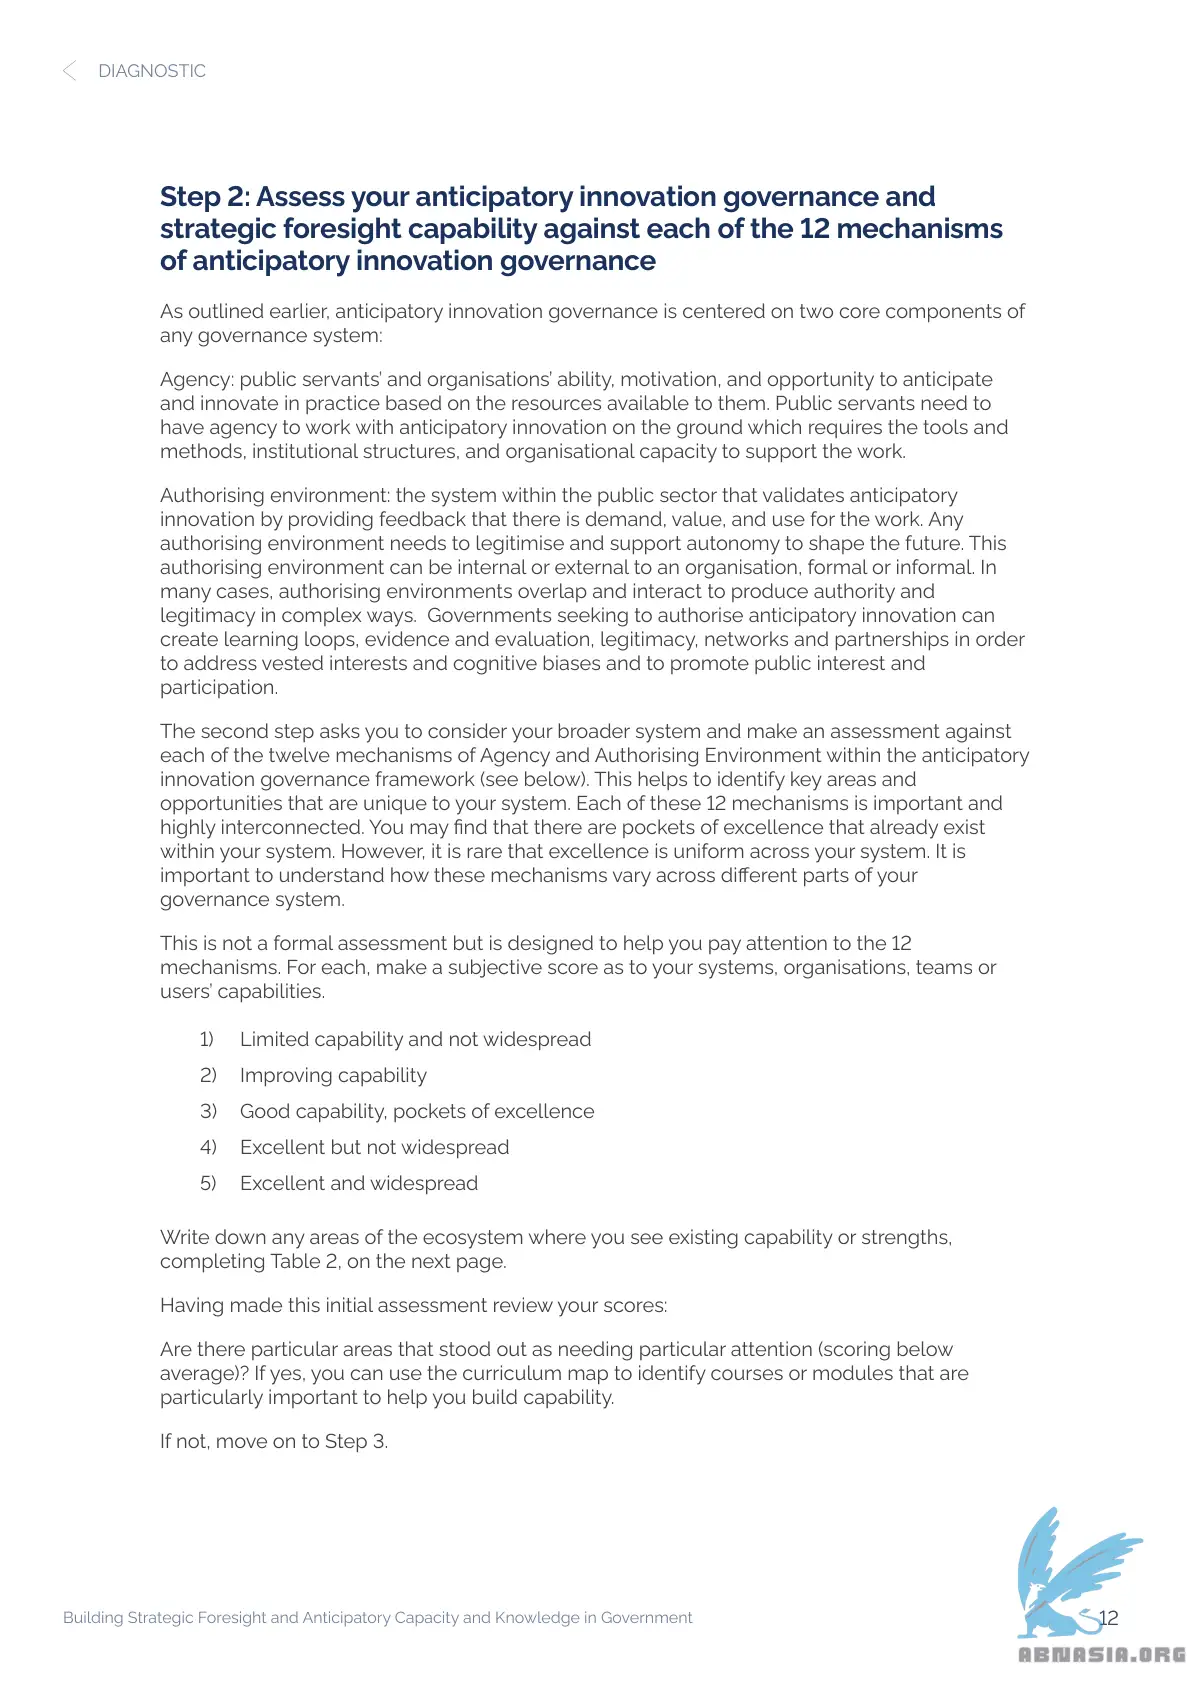 DIAGNOSTIC
Step 2: Assess your anticipatory innovation governance and
strategic foresight capability against each of the 12 mechanisms
of anticipatory innovation governance
As outlined earlier, anticipatory innovation governance is centered on two core components of
any governance system:
Agency: public servants’ and organisations’ ability, motivation, and opportunity to anticipate
and innovate in practice based on the resources available to them. Public servants need to
have agency to work with anticipatory innovation on the ground which requires the tools and
methods, institutional structures, and organisational capacity to support the work.
Authorising environment: the system within the public sector that validates anticipatory
innovation by providing feedback that there is demand, value, and use for the work. Any
authorising environment needs to legitimise and support autonomy to shape the future. This
authorising environment can be internal or external to an organisation, formal or informal. In
many cases, authorising environments overlap and interact to produce authority and
legitimacy in complex ways.  Governments seeking to authorise anticipatory innovation can
create learning loops, evidence and evaluation, legitimacy, networks and partnerships in order
to address vested interests and cognitive biases and to promote public interest and
participation.
The second step asks you to consider your broader system and make an assessment against
each of the twelve mechanisms of Agency and Authorising Environment within the anticipatory
innovation governance framework (see below). This helps to identify key areas and
opportunities that are unique to your system. Each of these 12 mechanisms is important and
highly interconnected. You may find that there are pockets of excellence that already exist
within your system. However, it is rare that excellence is uniform across your system. It is
important to understand how these mechanisms vary across different parts of your
governance system.
This is not a formal assessment but is designed to help you pay attention to the 12
mechanisms. For each, make a subjective score as to your systems, organisations, teams or
users’ capabilities.
1) Limited capability and not widespread
2) Improving capability
3) Good capability, pockets of excellence
4) Excellent but not widespread
5) Excellent and widespread
Write down any areas of the ecosystem where you see existing capability or strengths,
completing Table 2, on the next page.
Having made this initial assessment review your scores:
Are there particular areas that stood out as needing particular attention (scoring below
average)? If yes, you can use the curriculum map to identify courses or modules that are
particularly important to help you build capability.
If not, move on to Step 3.
Building Strategic Foresight and Anticipatory Capacity and Knowledge in Government
12
ABNASIA.ORG